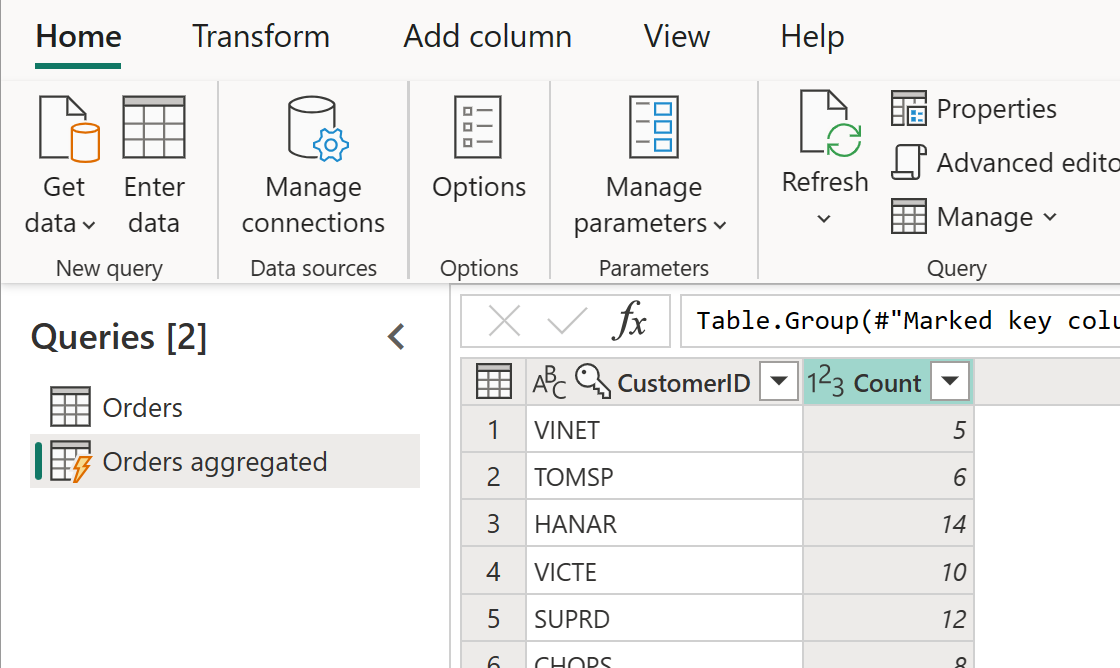 Home Transform Add column View Help
Get data Enter data Manage connections Options Manage parameters Refresh Properties
Advanced edito
Manage
New query Data sources Options Parameters Query
Queries [2]
fx Table.Group(#"Marked key colu
ABC CustomerID 123 Count
Orders
Orders aggregated
1 VINET 5
2 TOMSP 6
3 HANAR 14
4 VICTE 10
5 SUPRD 12
6 CHOPS 8